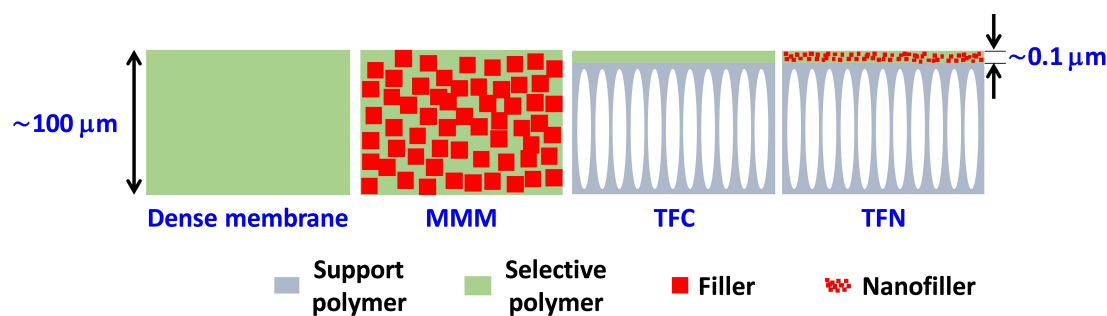 ~100 μm
~0.1 μm
Dense membrane
MMM
TFC
TFN
Support
polymer
Selective
polymer
Filler
Nanofiller